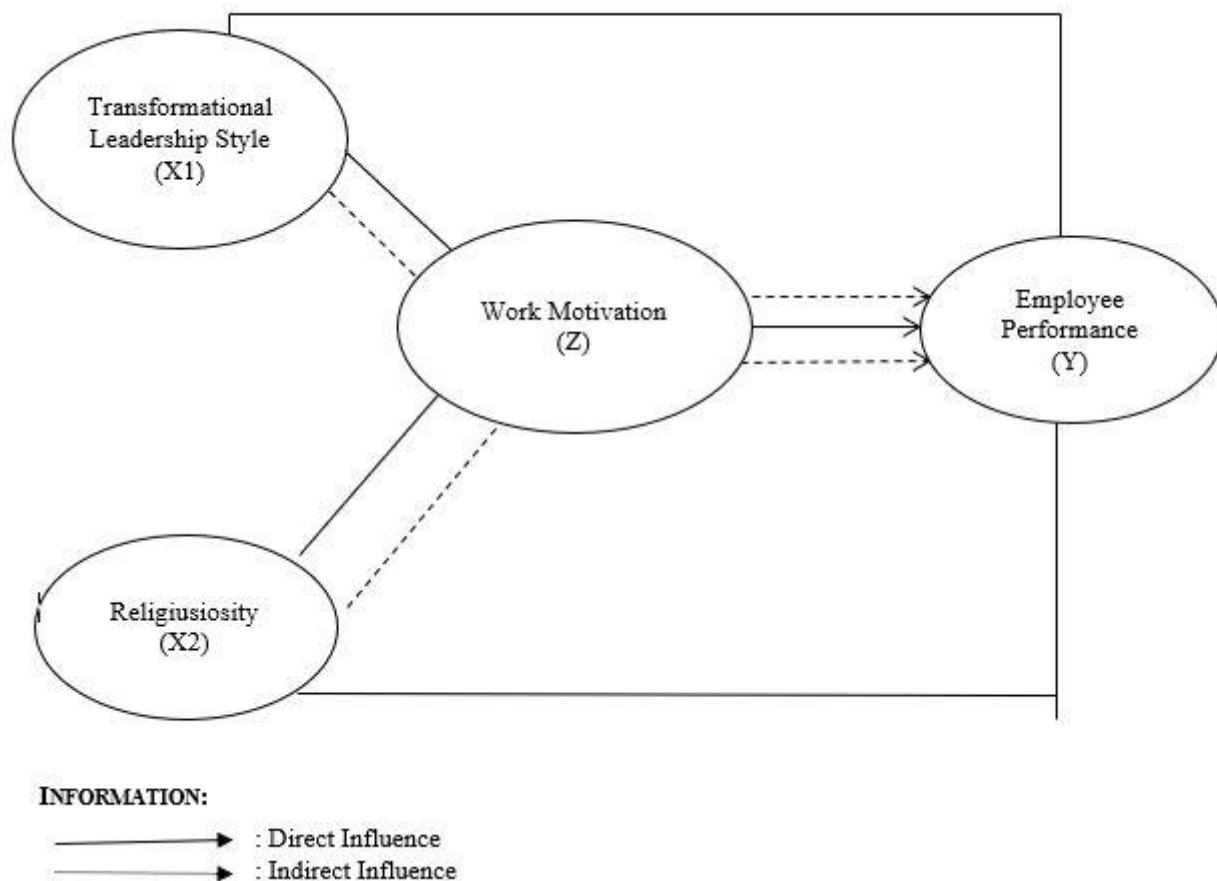 Transformational
Leadership Style
(X1)
Work Motivation
(Z)
Employee
Performance
(Y)
Religiusiosity
(X2)
INFORMATION:
: Direct Influence
: Indirect Influence